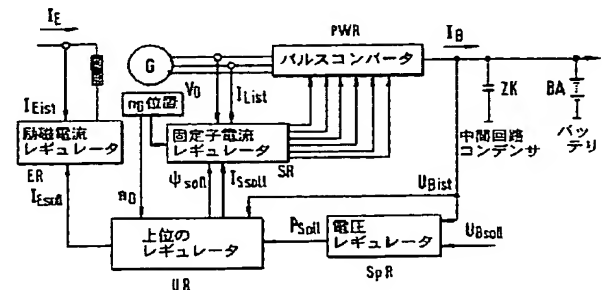 I_E
PWR
I_B
G
パルスコンバータ
V_D
I_List
I_Eist
n_G位置
ZK
BA
中間回路
コンデンサ
バッテリ
励磁電流
レギュレータ
固定子電流
レギュレータ
ER
SR
I_Esoll
Ψsoll
I_Ssoll
U_Bist
n_D
上位の
レギュレータ
P_Soll
電圧
レギュレータ
U_Bsoll
UR
SpR